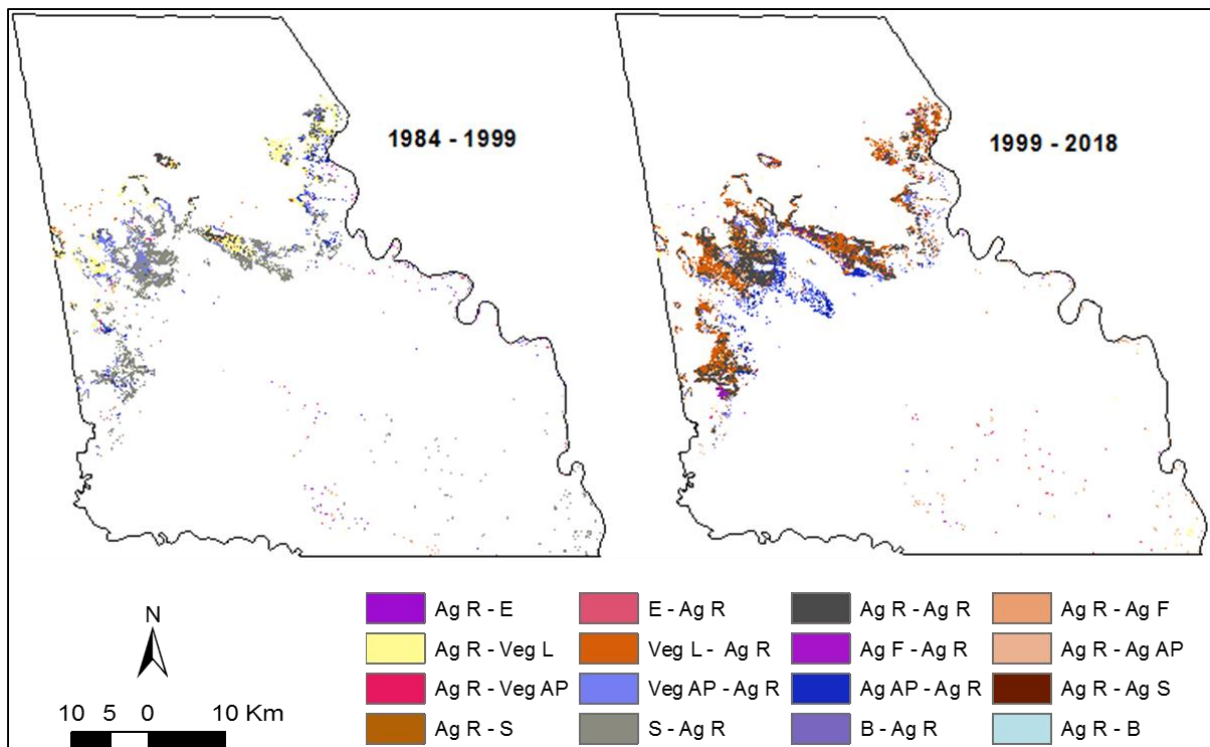 1984 - 1999
1999 - 2018
N
10 5 0 10 Km
Ag R - E
E - Ag R
Ag R - Ag R
Ag R - Ag F
Ag R - Veg L
Veg L - Ag R
Ag F - Ag R
Ag R - Ag AP
Ag R - Veg AP
Veg AP - Ag R
Ag AP - Ag R
Ag R - Ag S
Ag R - S
S - Ag R
B - Ag R
Ag R - B